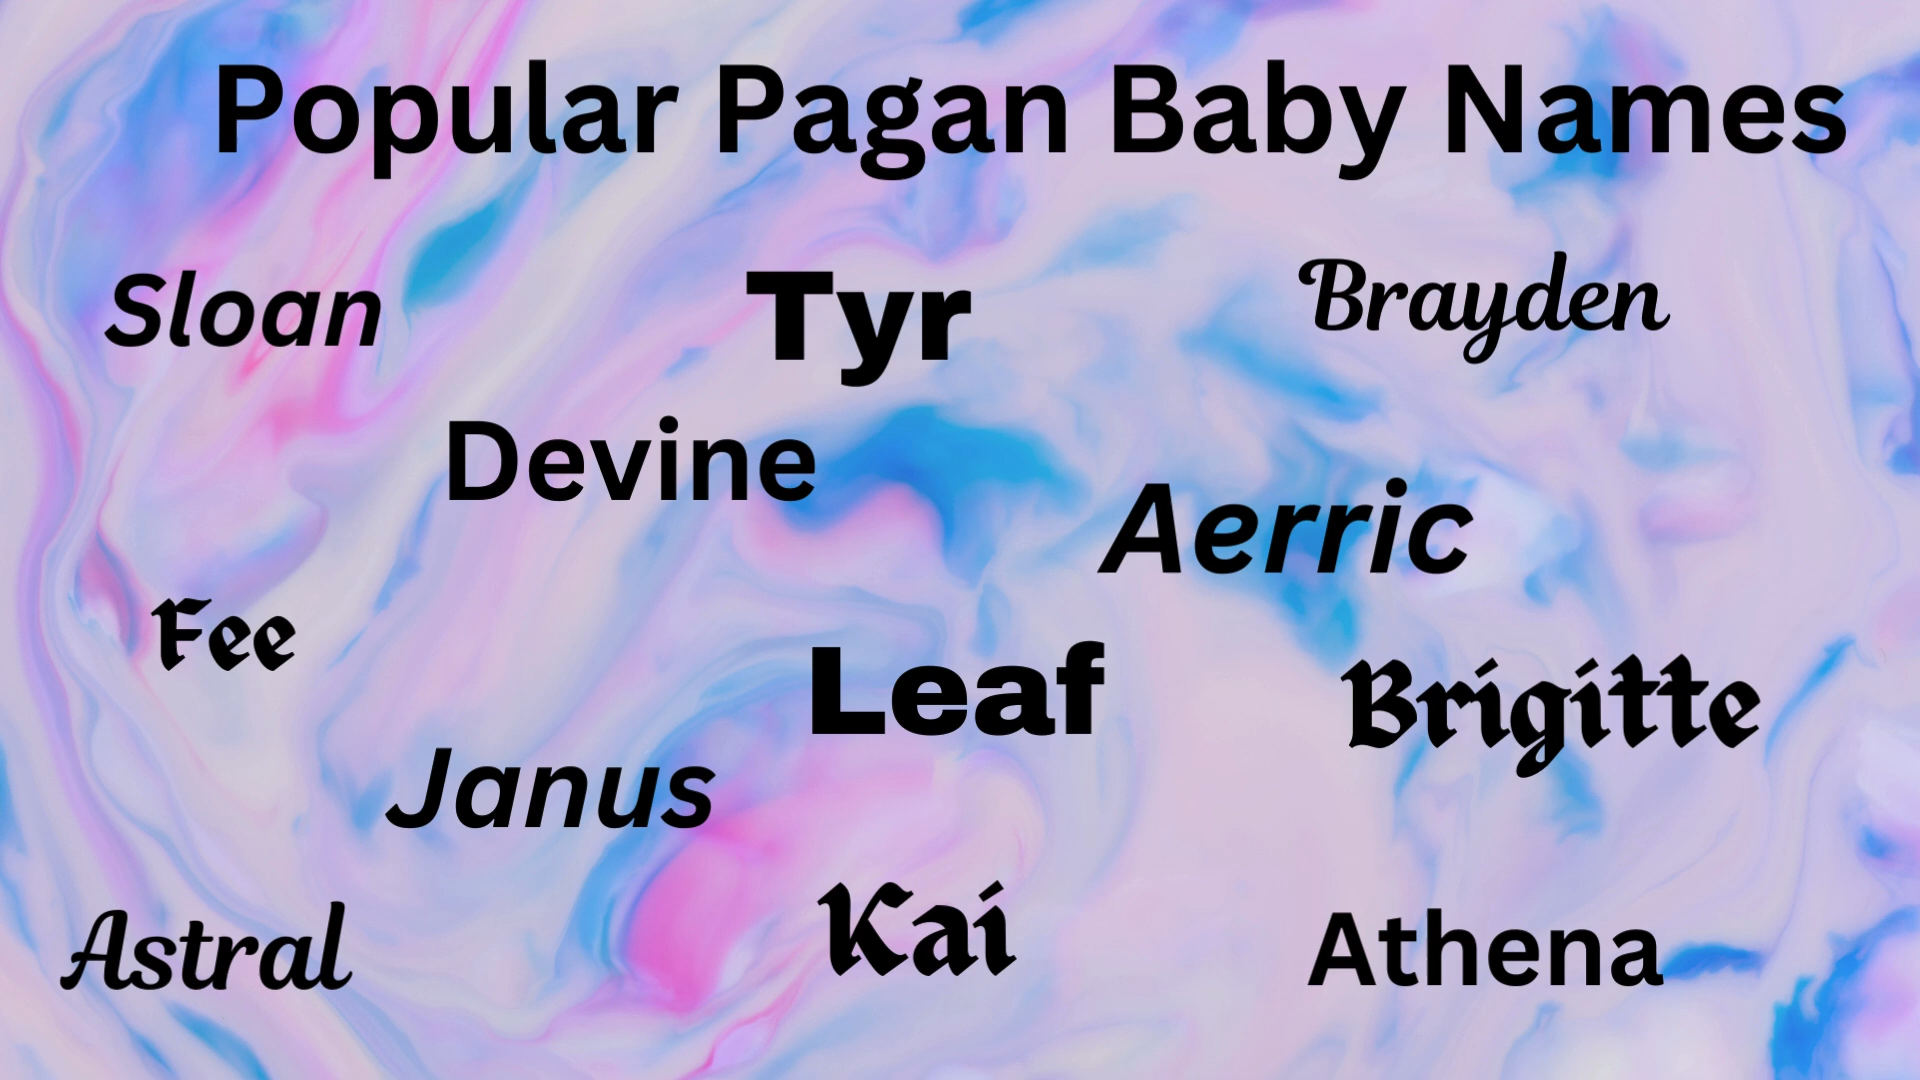 Popular Pagan Baby Names
Sloan
Tyr
Brayden
Devine
Aerric
Fee
Leaf
Brigitte
Janus
Astral
Kai
Athena